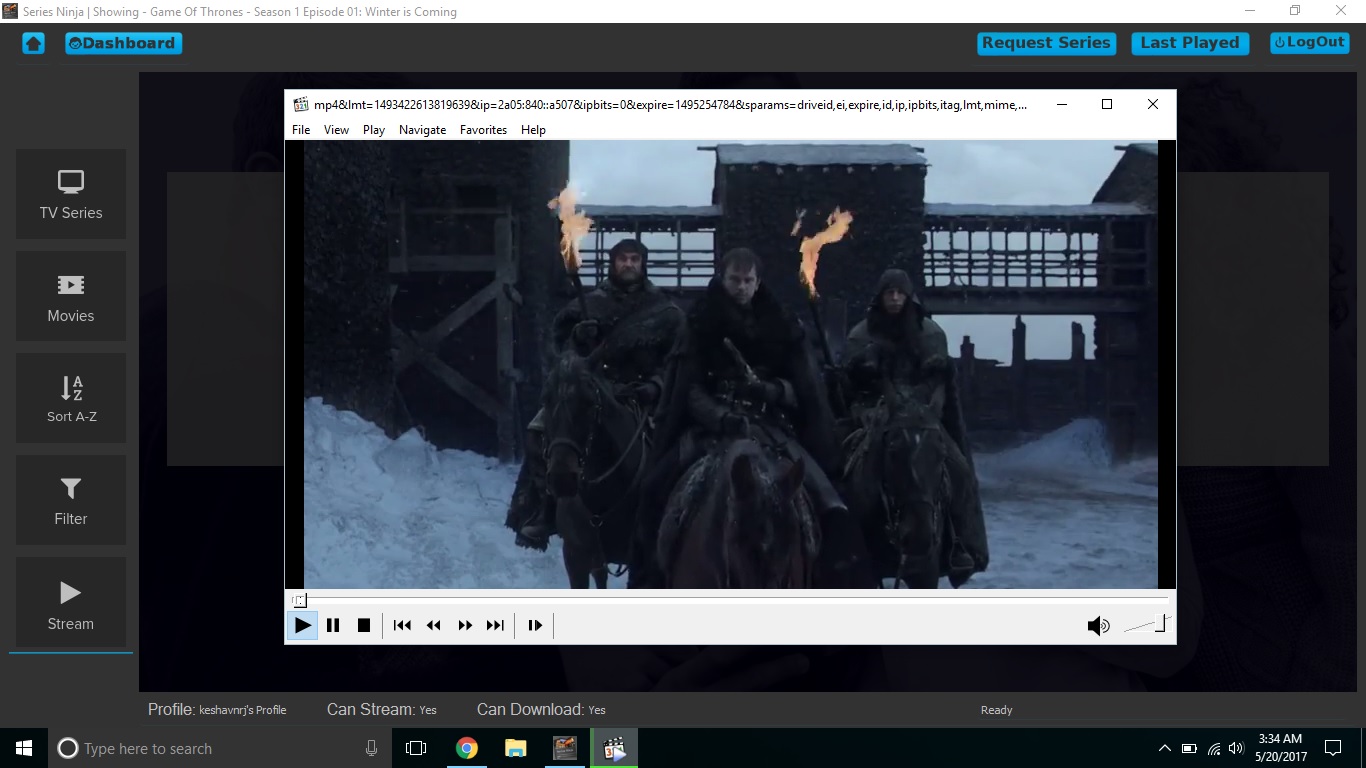 Series Ninja | Showing - Game Of Thrones - Season 1 Episode 01: Winter is Coming
Dashboard
Request Series
Last Played
LogOut
mp4&lmt=1493422613819639&ip=2a05:840::a507&ipbits=0&expire=1495254784&sparams=driveid,ei,expire,id,ip,ipbits,itag,lmt,mime,...
File View Play Navigate Favorites Help
TV Series
Movies
Sort A-Z
Filter
Stream
Profile: keshavnrj's Profile Can Stream: Yes Can Download: Yes Ready
Type here to search
3:34 AM
5/20/2017